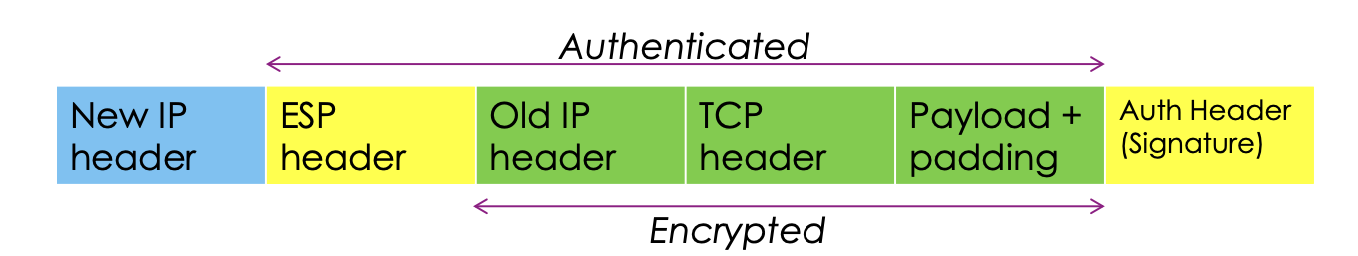 Authenticated
New IP
header
ESP
header
Old IP
header
TCP
header
Payload +
padding
Auth Header
(Signature)
Encrypted